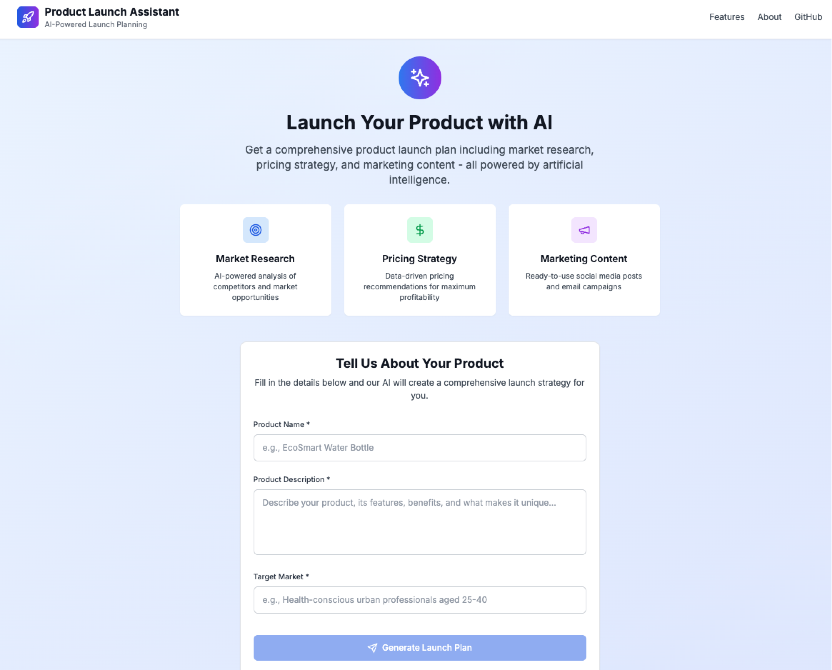 Product Launch Assistant
AI-Powered Launch Planning
Features About GitHub
Launch Your Product with AI
Get a comprehensive product launch plan including market research,
pricing strategy, and marketing content - all powered by artificial
intelligence.
Market Research
AI-powered analysis of
competitors and market
opportunities
Pricing Strategy
Data-driven pricing
recommendations for maximum
profitability
Marketing Content
Ready-to-use social media posts
and email campaigns
Tell Us About Your Product
Fill in the details below and our AI will create a comprehensive launch strategy for
you.
Product Name *
e.g., EcoSmart Water Bottle
Product Description *
Describe your product, its features, benefits, and what makes it unique...
Target Market *
e.g., Health-conscious urban professionals aged 25-40
Generate Launch Plan